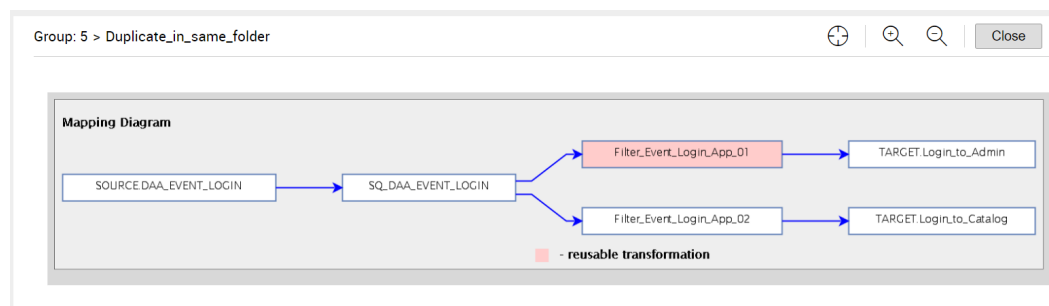 Group: 5 > Duplicate_in_same_folder
Close
Mapping Diagram
Filter_Event_Login_App_01
TARGET.Login_to_Admin
SOURCE.DAA_EVENT_LOGIN
SQ_DAA_EVENT_LOGIN
Filter_Event_Login_App_02
TARGET.Login_to_Catalog
- reusable transformation